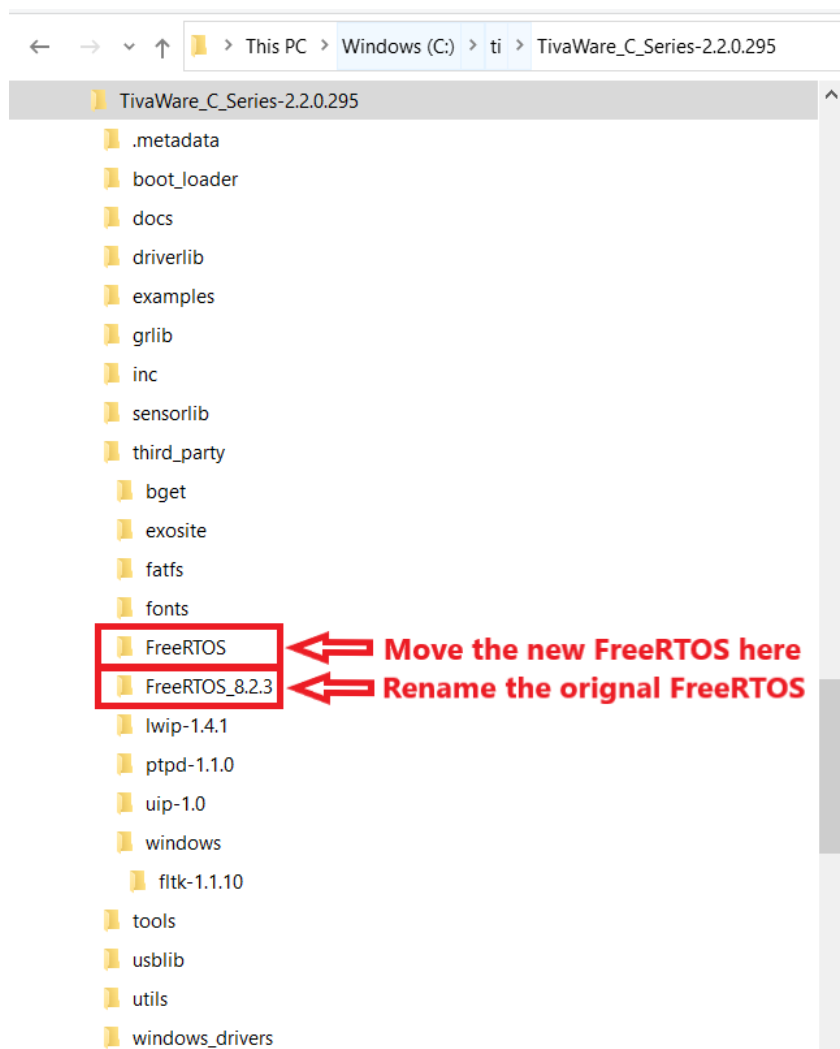 This PC > Windows (C:) > ti > TivaWare_C_Series-2.2.0.295
TivaWare_C_Series-2.2.0.295
.metadata
boot_loader
docs
driverlib
examples
grlib
inc
sensorlib
third_party
bget
exosite
fatfs
fonts
FreeRTOS Move the new FreeRTOS here
FreeRTOS_8.2.3 Rename the orignal FreeRTOS
lwip-1.4.1
ptpd-1.1.0
uip-1.0
windows
fltk-1.1.10
tools
usblib
utils
windows_drivers